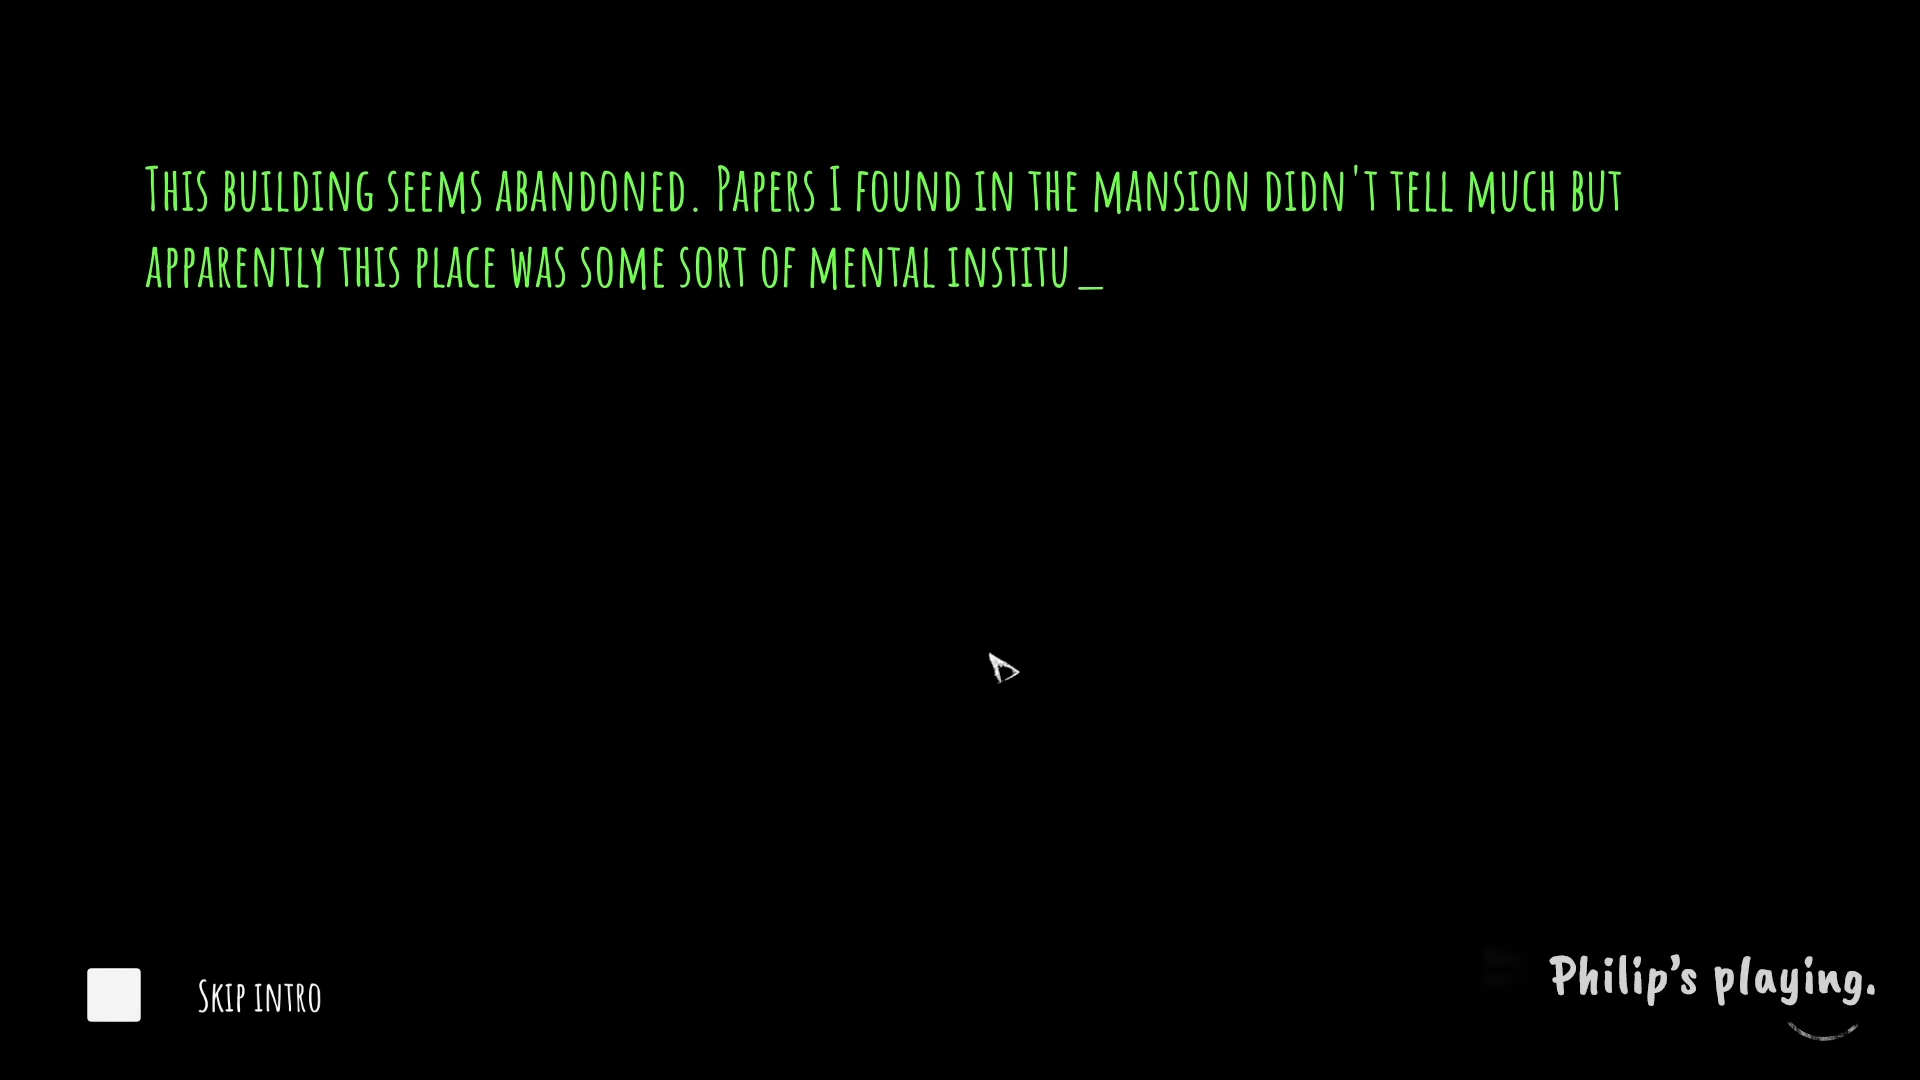 This building seems abandoned. Papers I found in the mansion didn't tell much but
apparently this place was some sort of mental institu_
Skip intro
Philip's playing.